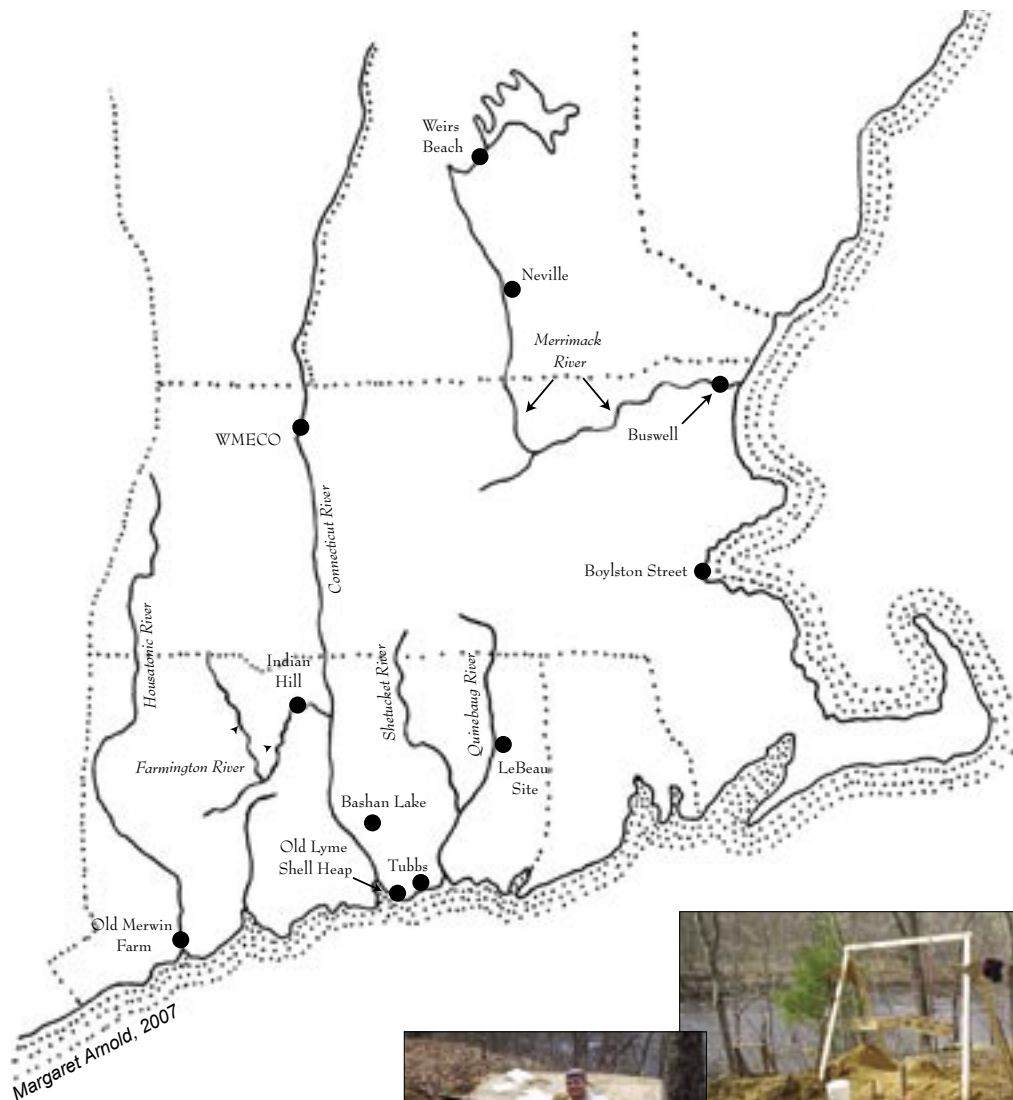 Weirs
Beach
Neville
Merrimack
River
Buswell
WMECO
Connecticut River
Boylston Street
Housatonic River
Indian
Hill
Shetucket River
Quinebaug River
Farmington River
LeBeau
Site
Bashan Lake
Old Lyme
Shell Heap
Tubbs
Old Merwin
Farm
Margaret Arnold, 2007